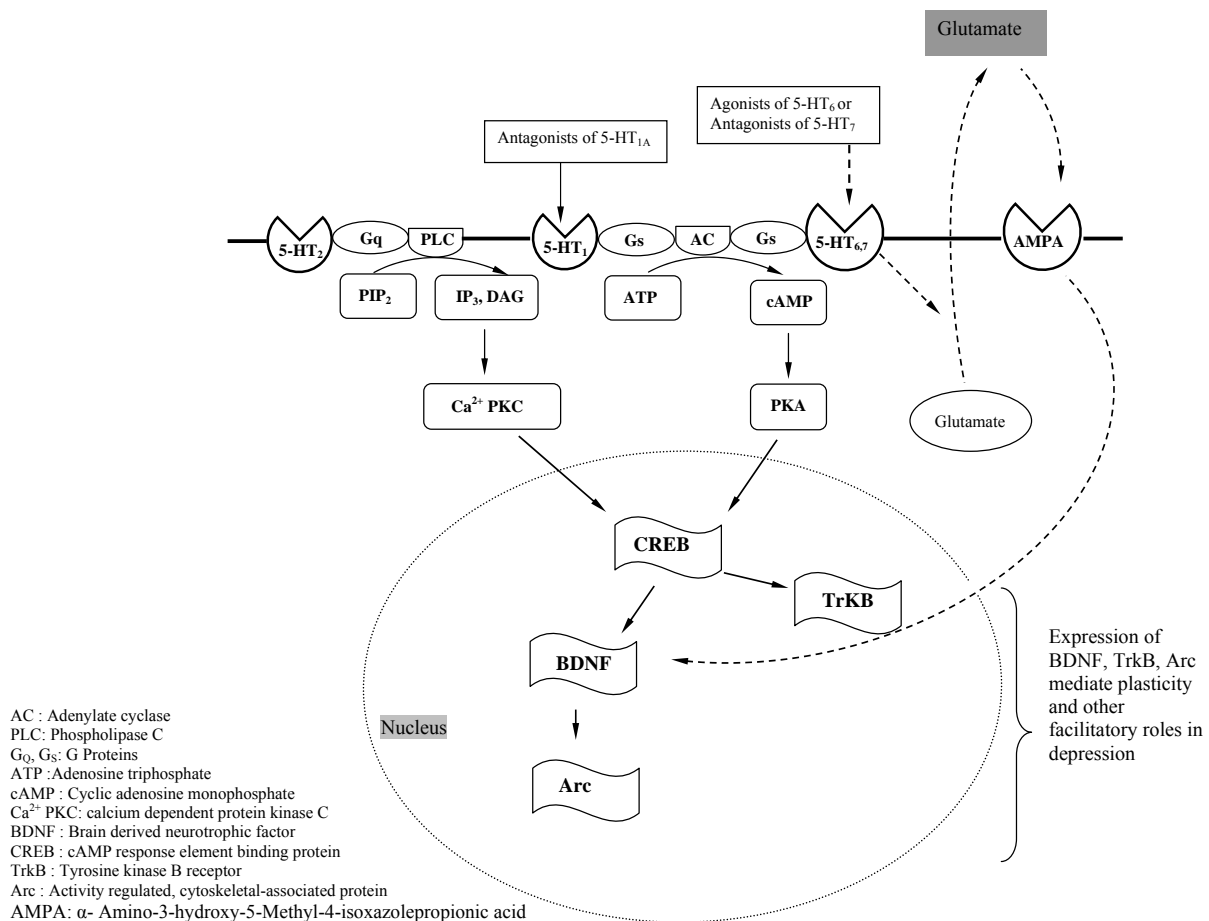 Glutamate
Agonists of 5-HT₆ or
Antagonists of 5-HT₇
Antagonists of 5-HT₁A
5-HT₂
Gq
PLC
5-HT₁
Gs
AC
Gs
5-HT₆,₇
AMPA
PIP₂
IP₃, DAG
ATP
cAMP
Ca²⁺ PKC
PKA
Glutamate
CREB
TrKB
BDNF
Arc
Nucleus
Expression of
BDNF, TrkB, Arc
mediate plasticity
and other
facilitatory roles in
depression
AC : Adenylate cyclase
PLC: Phospholipase C
G_Q, G_S: G Proteins
ATP :Adenosine triphosphate
cAMP : Cyclic adenosine monophosphate
Ca²⁺ PKC: calcium dependent protein kinase C
BDNF : Brain derived neurotrophic factor
CREB : cAMP response element binding protein
TrkB : Tyrosine kinase B receptor
Arc : Activity regulated, cytoskeletal-associated protein
AMPA: α- Amino-3-hydroxy-5-Methyl-4-isoxazolepropionic acid